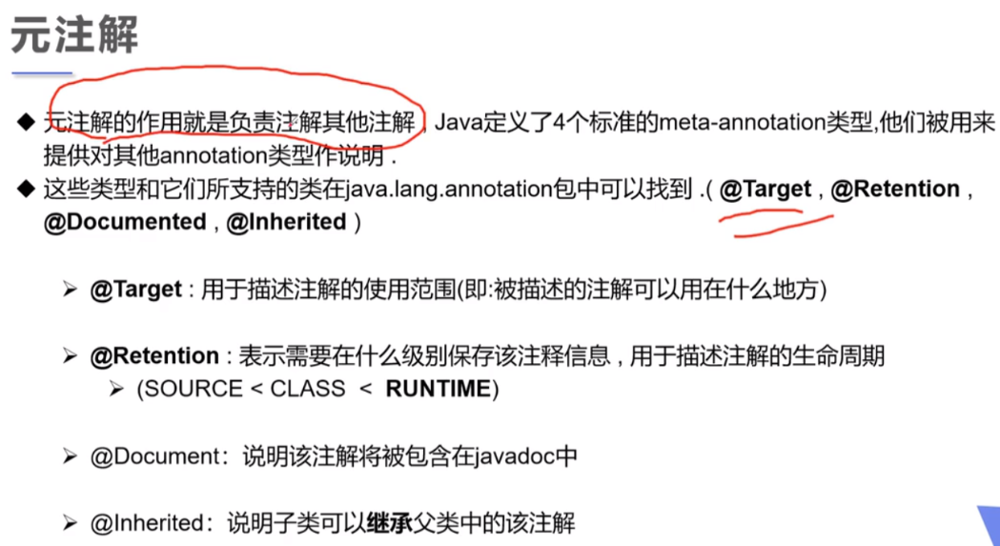 元注解
◆ 元注解的作用就是负责注解其他注解 , Java定义了4个标准的meta-annotation类型,他们被用来
提供对其他annotation类型作说明 .
◆ 这些类型和它们所支持的类在java.lang.annotation包中可以找到 .( @Target , @Retention ,
@Documented , @Inherited )
➢ @Target : 用于描述注解的使用范围(即:被描述的注解可以用在什么地方)
➢ @Retention : 表示需要在什么级别保存该注释信息 , 用于描述注解的生命周期
➢ (SOURCE < CLASS < RUNTIME)
➢ @Document：说明该注解将被包含在javadoc中
➢ @Inherited：说明子类可以继承父类中的该注解